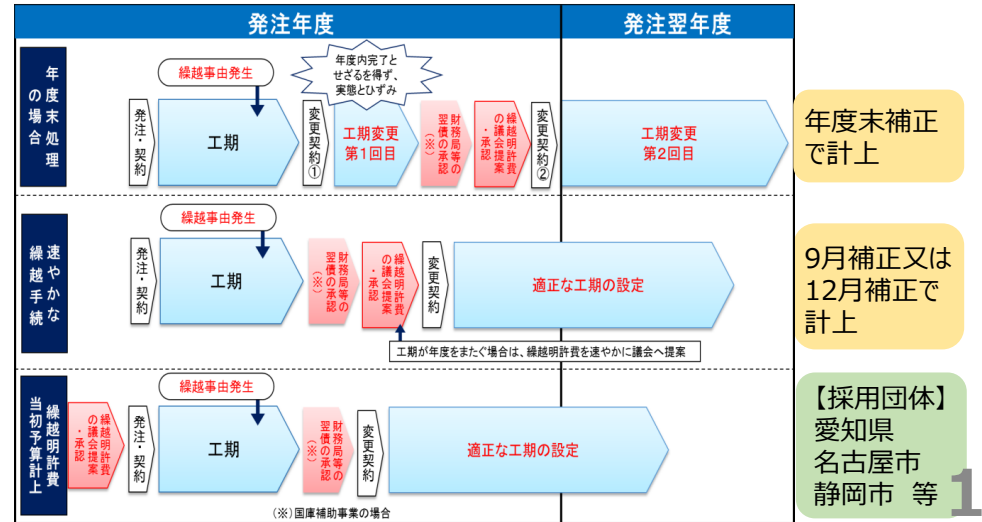 発注年度
発注翌年度
年度末処理
の場合
繰越事由発生
年度内完了と
せざるを得ず、
実態とひずみ
発注・契約
工期
変更契約①
工期変更
第1回目
財務局等の
翌債の承認
(※)
繰越明許費
の議会提案
・承認
変更契約②
工期変更
第2回目
年度末補正
で計上
速やかな
繰越手続
繰越事由発生
発注・契約
工期
財務局等の
翌債の承認
(※)
繰越明許費
の議会提案
・承認
変更契約
適正な工期の設定
工期が年度をまたぐ場合は、繰越明許費を速やかに議会へ提案
9月補正又は
12月補正で
計上
繰越明許費
当初予算計上
繰越明許費
の議会提案
・承認
繰越事由発生
発注・契約
工期
財務局等の
翌債の承認
(※)
変更契約
適正な工期の設定
(※)国庫補助事業の場合
【採用団体】
愛知県
名古屋市
静岡市 等
1